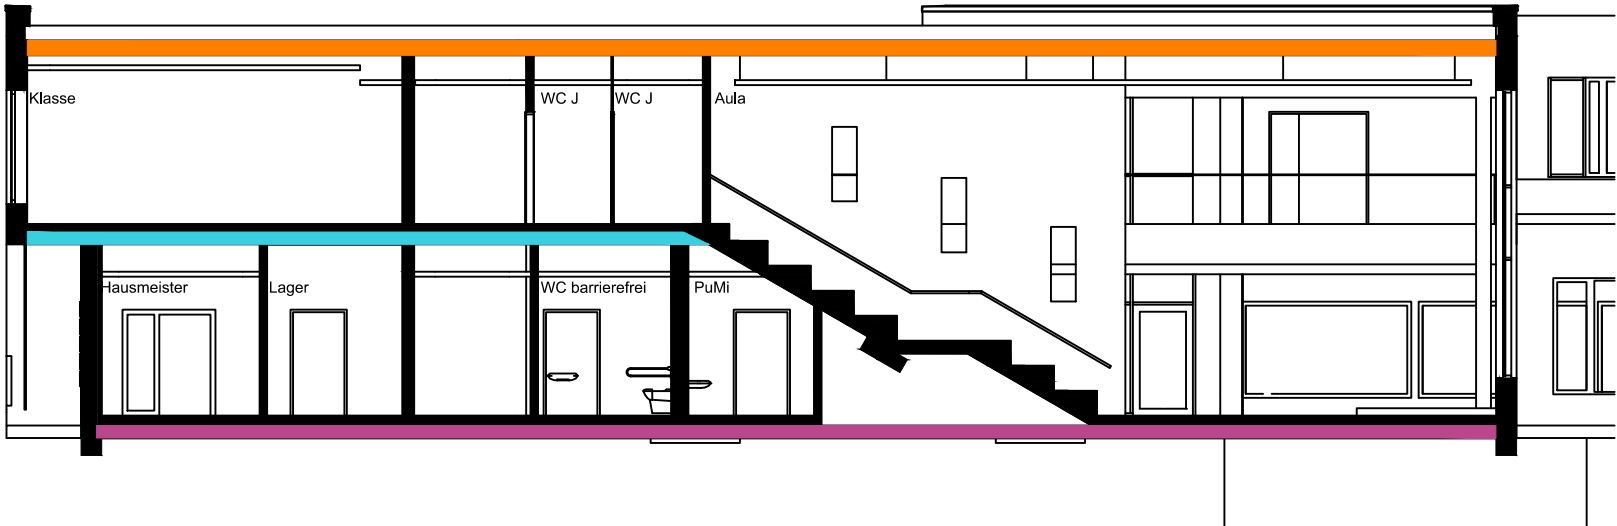 Klasse
WC J
WC J
Aula
Hausmeister
Lager
WC barrierefrei
PuMi